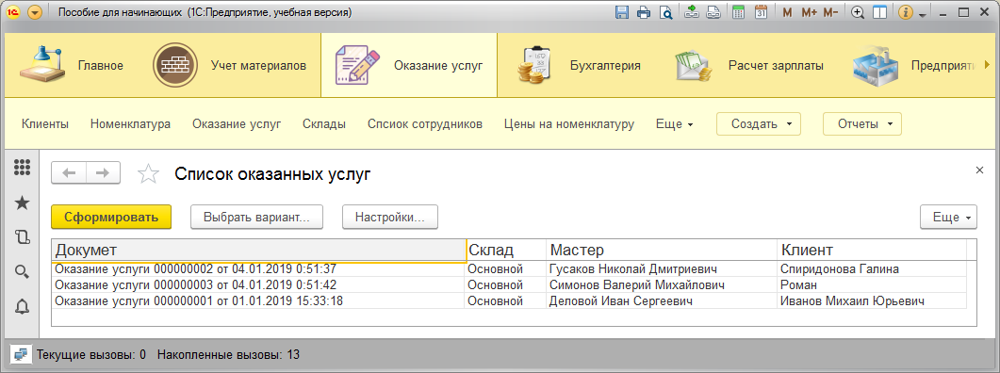 Пособие для начинающих (1С:Предприятие, учебная версия) M M+ M-
Главное Учет материалов Оказание услуг Бухгалтерия Расчет зарплаты Предприяти
Клиенты Номенклатура Оказание услуг Склады Спсиок сотрудников Цены на номенклатуру Еще Создать Отчеты
Список оказанных услуг
Сформировать Выбрать вариант... Настройки... Еще
Докумет Склад Мастер Клиент
Оказание услуги 000000002 от 04.01.2019 0:51:37 Основной Гусаков Николай Дмитриевич Спиридонова Галина
Оказание услуги 000000003 от 04.01.2019 0:51:42 Основной Симонов Валерий Михайлович Роман
Оказание услуги 000000001 от 01.01.2019 15:33:18 Основной Деловой Иван Сергеевич Иванов Михаил Юрьевич
Текущие вызовы: 0 Накопленные вызовы: 13